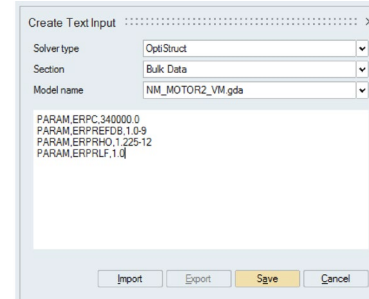 Create Text Input
Solver type OptiStruct
Section Bulk Data
Model name NM_MOTOR2_VM.gda
PARAM,ERPC,340000.0
PARAM,ERPREFDB,1.0-9
PARAM,ERPRHO,1.225-12
PARAM,ERPRLF,1.0
Import Export Save Cancel